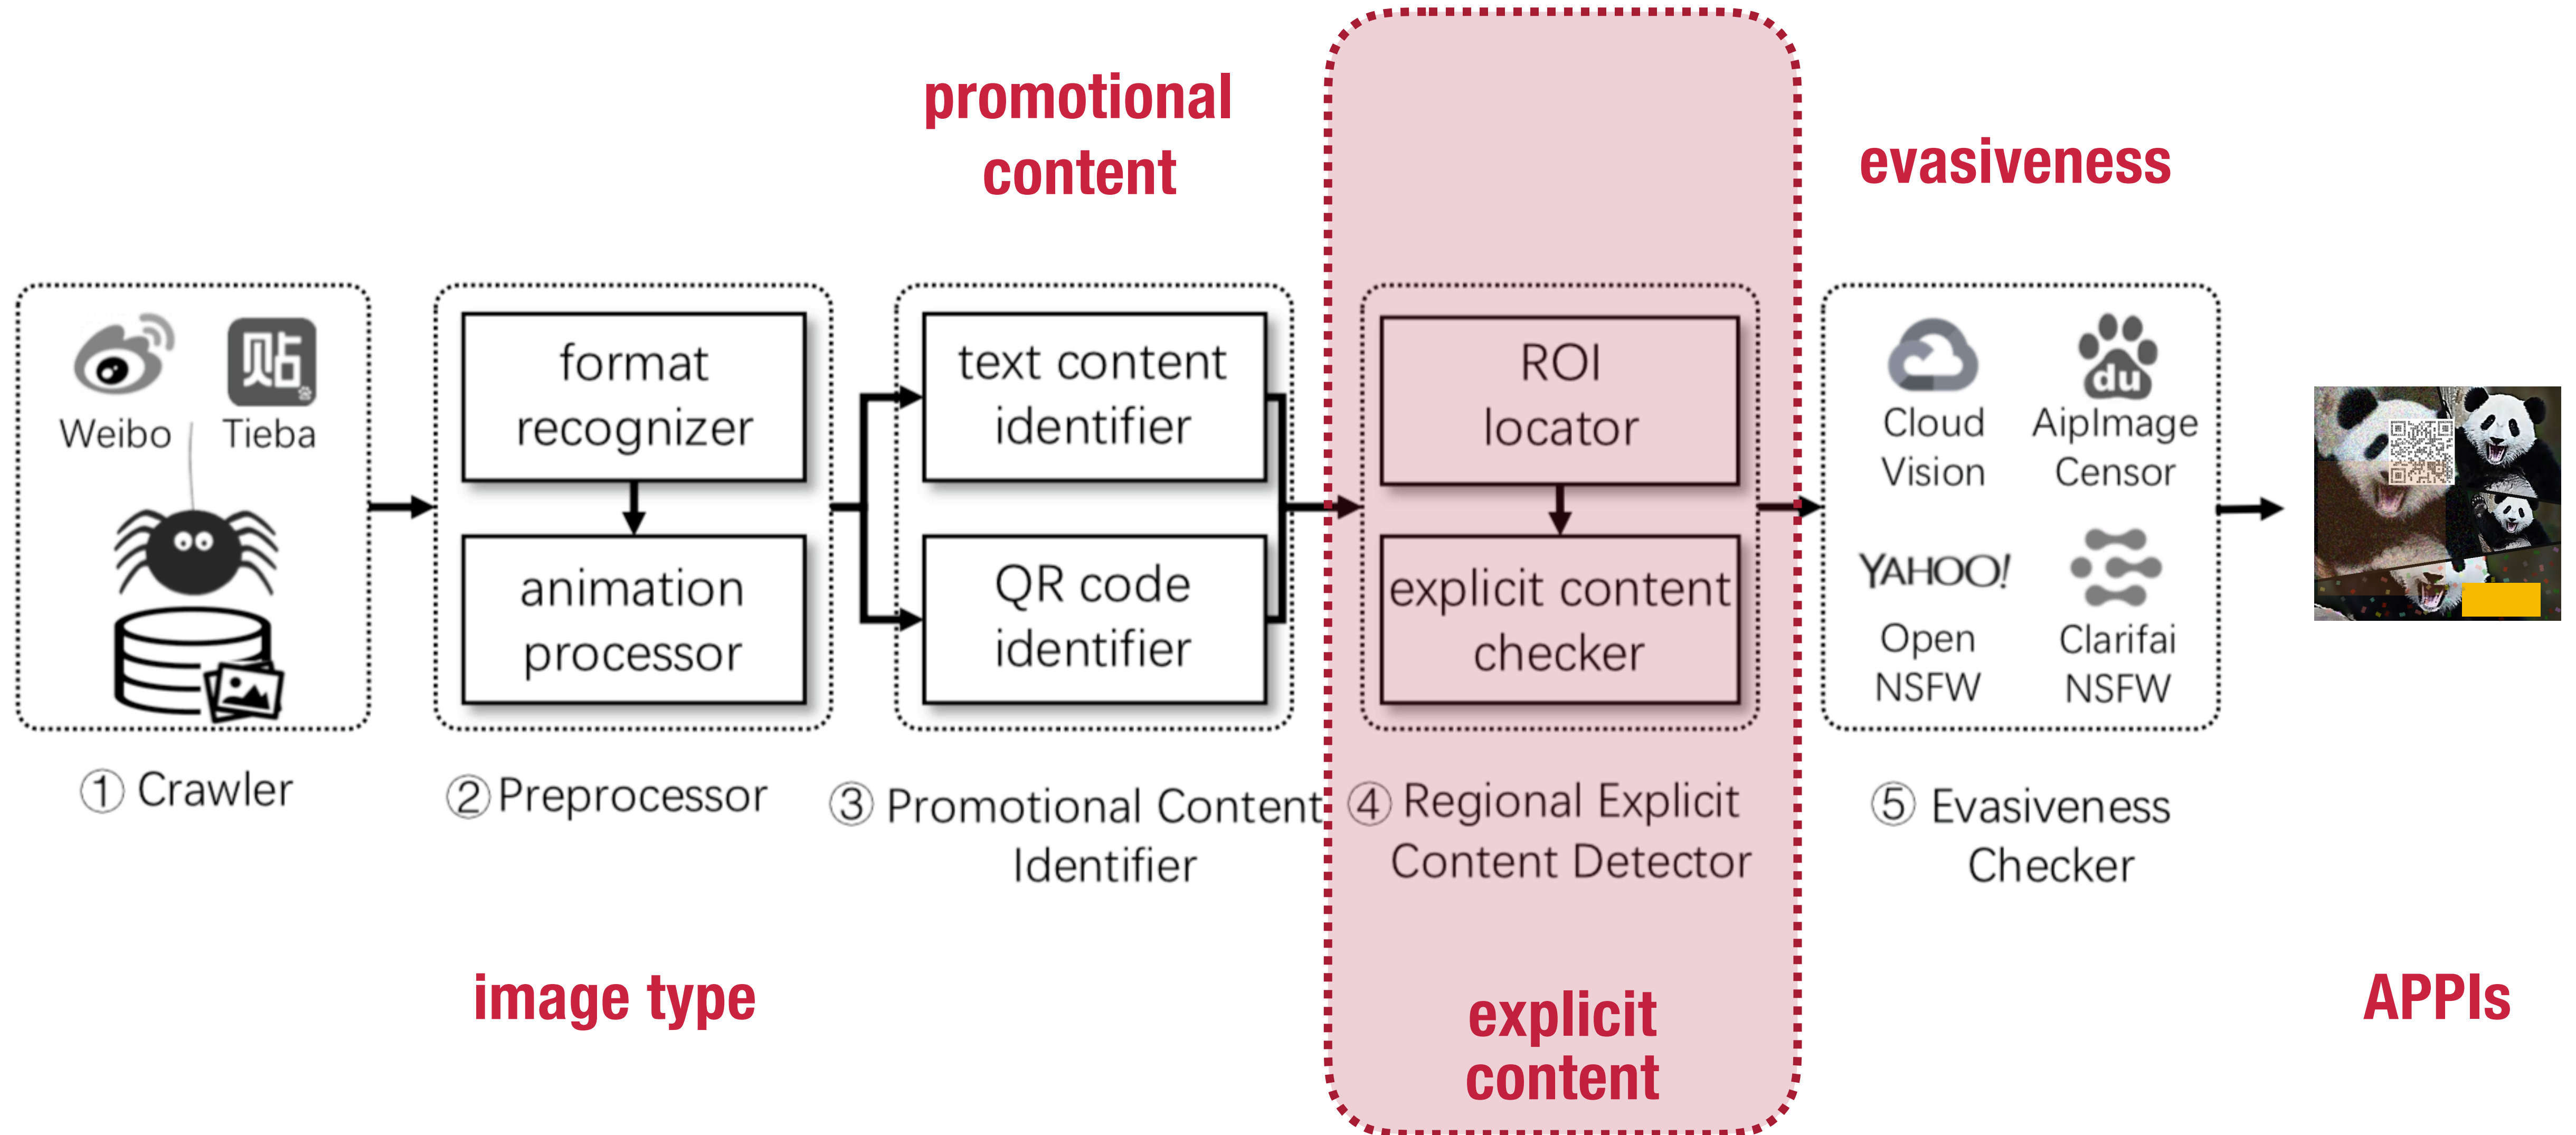 promotional
content
evasiveness
贴
Weibo
Tieba
format
recognizer
animation
processor
text content
identifier
QR code
identifier
ROI
locator
explicit content
checker
du
Cloud
Vision
AipImage
Censor
YAHOO!
Open
NSFW
Clarifai
NSFW
① Crawler
② Preprocessor
③ Promotional Content
Identifier
④ Regional Explicit
Content Detector
⑤ Evasiveness
Checker
image type
explicit
content
APPIs